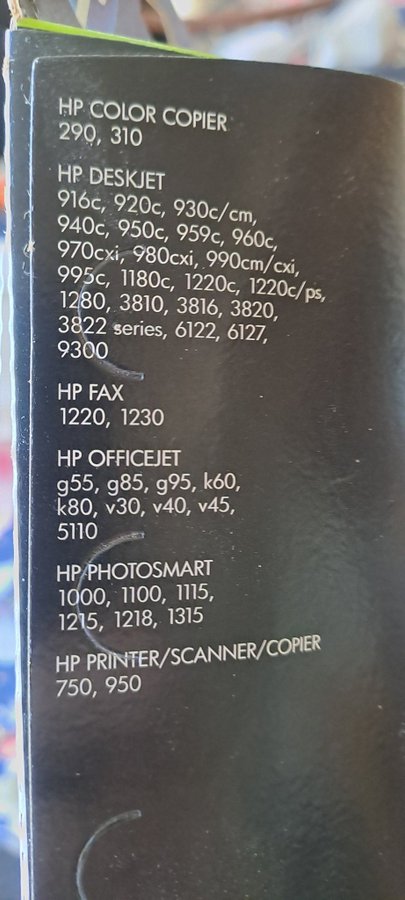 HP COLOR COPIER
290, 310
HP DESKJET
916c, 920c, 930c/cm,
940c, 950c, 959c, 960c,
970cxi, 980cxi, 990cm/cxi,
995c, 1180c, 1220c, 1220c/ps,
1280, 3810, 3816, 3820,
3822 series, 6122, 6127,
9300
HP FAX
1220, 1230
HP OFFICEJET
g55, g85, g95, k60,
k80, v30, v40, v45,
5110
HP PHOTOSMART
1000, 1100, 1115,
1215, 1218, 1315
HP PRINTER/SCANNER/COPIER
750, 950